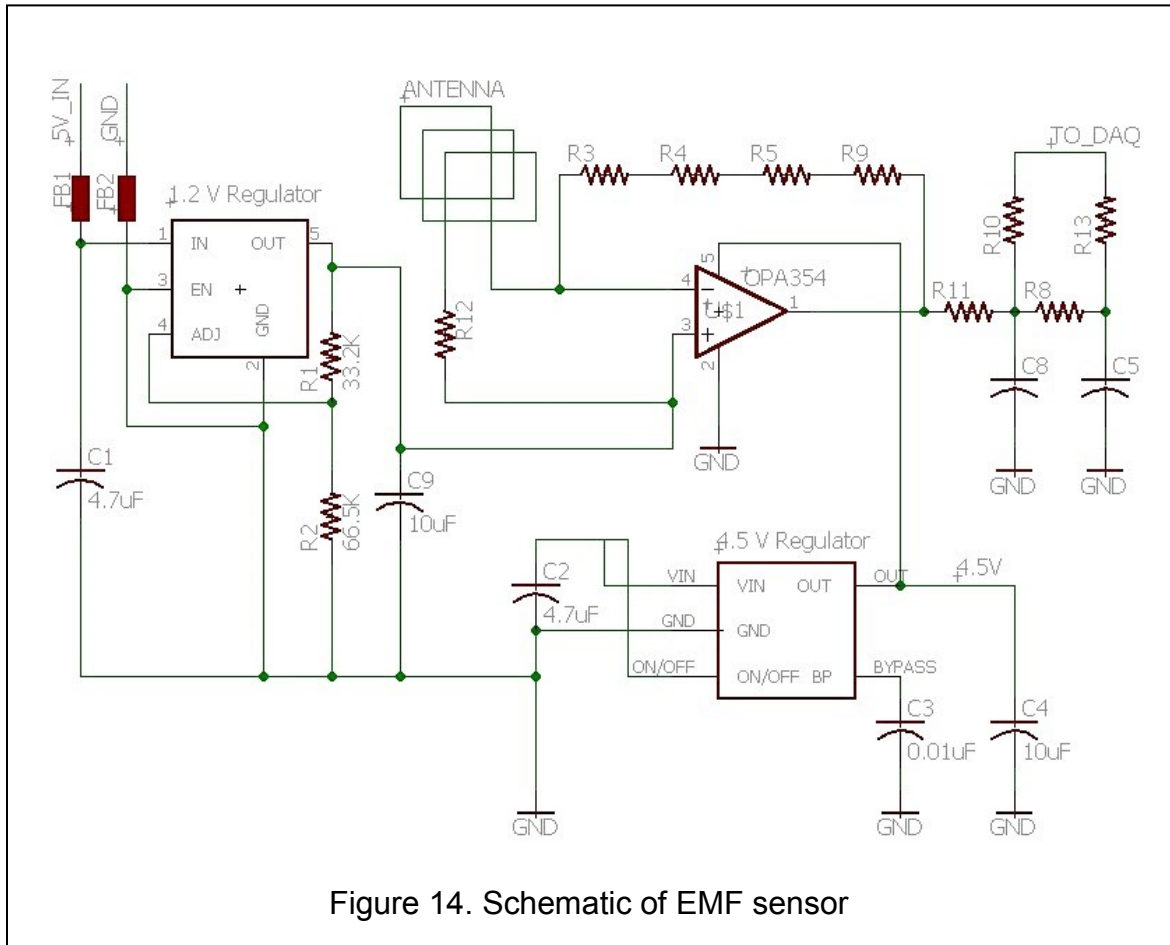 5V_IN
GND
ANTENNA
TO_DAQ
FB1
FB2
1.2 V Regulator
R3
R4
R5
R9
R10
R13
1
IN
OUT
5
3
EN
4
ADJ
GND
2
R12
4
3
5
OPA354
U$1
1
2
GND
R11
R8
C8
C5
GND
GND
R1
33.2K
C1
4.7uF
R2
66.5K
C9
10uF
C2
4.7uF
4.5 V Regulator
VIN
VIN
OUT
OUT
4.5V
GND
GND
ON/OFF
ON/OFF
BP
BYPASS
C3
0.01uF
C4
10uF
GND
GND
GND
Figure 14. Schematic of EMF sensor